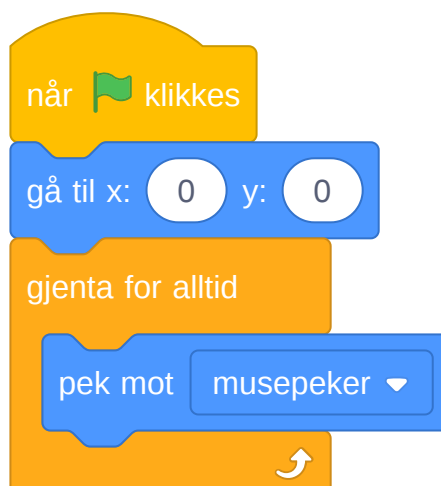 når klikkes
gå til x: 0 y: 0
gjenta for alltid
pek mot musepeker